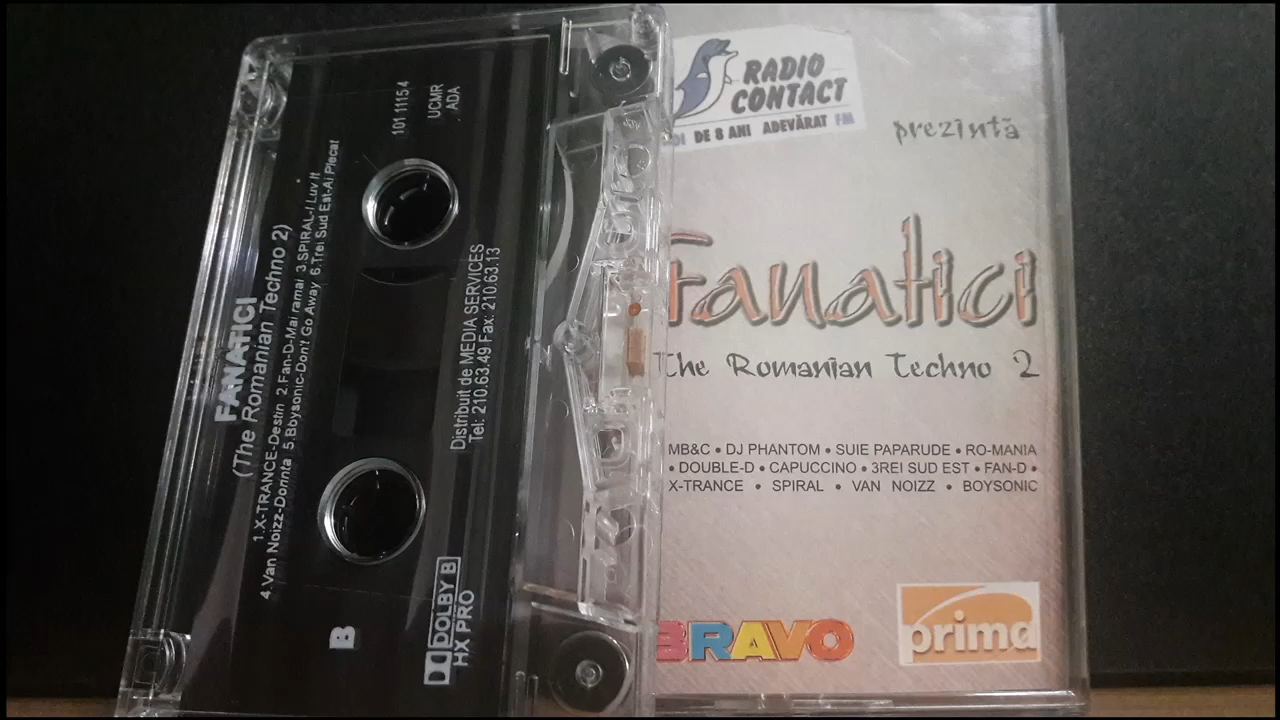 FANATICI
(The Romanian Techno 2)
1.X-TRANCE-Destin 2.Fan-D-Mai ramai 3.SPIRAL-I Luv It
4.Van Noizz-Dorinta 5.Boysonic-Don't Go Away 6.Trei Sud Est-Ai Plecat
101 1115 4
UCMR
ADA
Distribuit de MEDIA SERVICES
Tel: 210.63.49 Fax: 210.63.13
B
DOLBY B
HX PRO
RADIO
CONTACT
DE 8 ANI ADEVĂRAT FM
prezintă
Fanatici
The Romanian Techno 2
MB&C • DJ PHANTOM • SUIE PAPARUDE • RO-MANIA
• DOUBLE-D • CAPUCCINO • 3REI SUD EST • FAN-D •
X-TRANCE • SPIRAL • VAN NOIZZ • BOYSONIC
BRAVO
prima